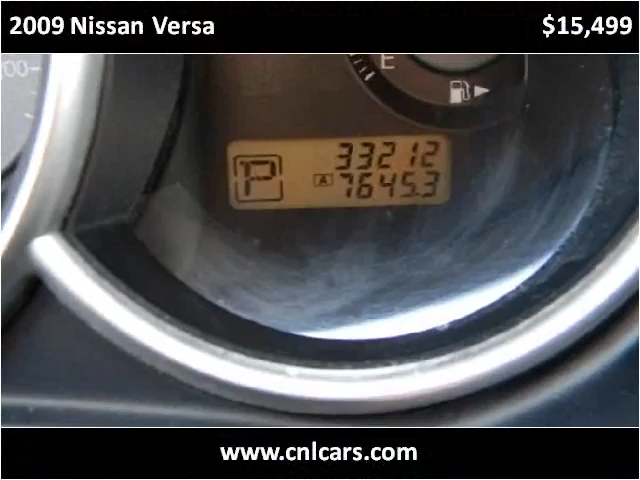 2009 Nissan Versa $15,499
E
P 33212
A 7645.3
www.cnlcars.com